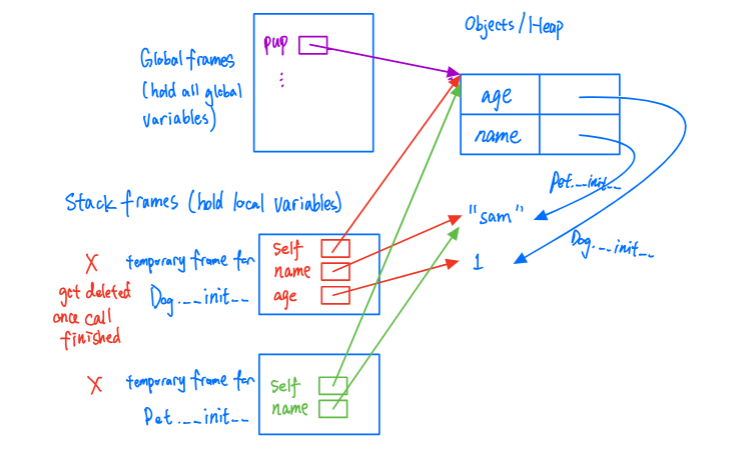 Objects/Heap
pup
⋮
Global frames
(hold all global
variables)
age
name
Pet.__init__
Stack frames (hold local variables)
"sam"
Dog.__init__
1
X
temporary frame for
Dog.__init__
self
name
age
get deleted
once call
finished
X
temporary frame for
Pet.__init__
self
name